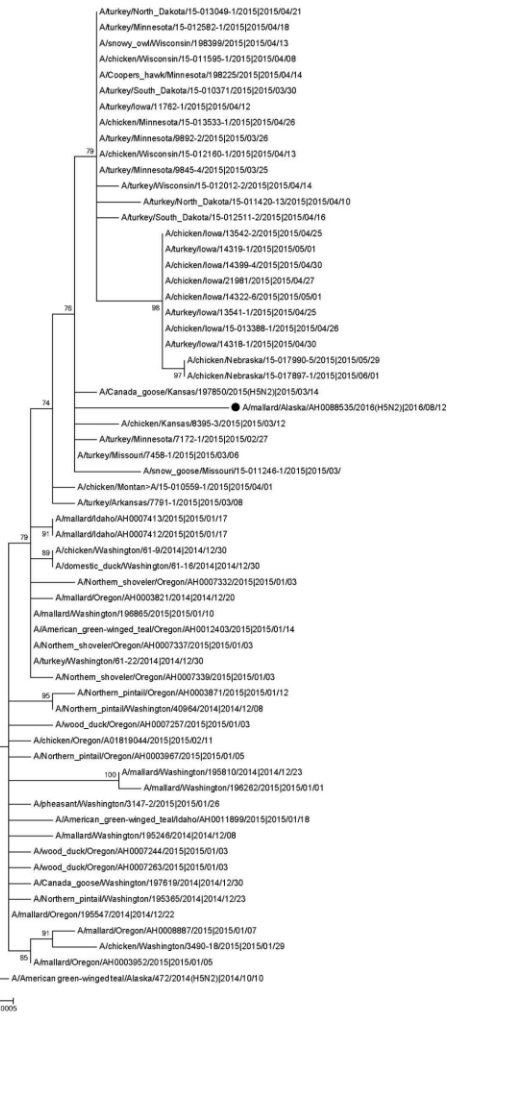 A/turkey/North_Dakota/15-013049-1/2015|2015/04/21
A/turkey/Minnesota/15-012582-1/2015|2015/04/18
A/snowy_owl/Wisconsin/198399/2015|2015/04/13
A/chicken/Wisconsin/15-011595-1/2015|2015/04/08
A/Coopers_hawk/Minnesota/198225/2015|2015/04/14
A/turkey/South_Dakota/15-010371/2015|2015/03/30
A/turkey/Iowa/11762-1/2015|2015/04/12
A/chicken/Minnesota/15-013533-1/2015|2015/04/26
A/turkey/Minnesota/9892-2/2015|2015/03/26
79
A/chicken/Wisconsin/15-012160-1/2015|2015/04/13
A/turkey/Minnesota/9845-4/2015|2015/03/25
A/turkey/Wisconsin/15-012012-2/2015|2015/04/14
A/turkey/North_Dakota/15-011420-13/2015|2015/04/10
A/turkey/South_Dakota/15-012511-2/2015|2015/04/16
A/chicken/Iowa/13542-2/2015|2015/04/25
A/turkey/Iowa/14319-1/2015|2015/05/01
A/chicken/Iowa/14399-4/2015|2015/04/30
A/chicken/Iowa/21981/2015|2015/04/27
A/chicken/Iowa/14322-6/2015|2015/05/01
98
A/turkey/Iowa/13541-1/2015|2015/04/25
76
A/chicken/Iowa/15-013388-1/2015|2015/04/26
A/turkey/Iowa/14318-1/2015|2015/04/30
A/chicken/Nebraska/15-017990-5/2015|2015/05/29
97
A/chicken/Nebraska/15-017897-1/2015|2015/06/01
A/Canada_goose/Kansas/197850/2015(H5N2)|2015/03/14
74
A/mallard/Alaska/AH0088535/2016(H5N2)|2016/08/12
A/chicken/Kansas/8395-3/2015|2015/03/12
A/turkey/Minnesota/7172-1/2015|2015/02/27
A/turkey/Missouri/7458-1/2015|2015/03/06
A/snow_goose/Missouri/15-011246-1/2015|2015/03/
A/chicken/Montan>A/15-010559-1/2015|2015/04/01
A/turkey/Arkansas/7791-1/2015|2015/03/08
A/mallard/Idaho/AH0007413/2015|2015/01/17
91
A/mallard/Idaho/AH0007412/2015|2015/01/17
79
A/chicken/Washington/61-9/2014|2014/12/30
89
A/domestic_duck/Washington/61-16/2014|2014/12/30
A/Northern_shoveler/Oregon/AH0007332/2015|2015/01/03
A/mallard/Oregon/AH0003821/2014|2014/12/20
A/mallard/Washington/196865/2015|2015/01/10
A/American_green-winged_teal/Oregon/AH0012403/2015|2015/01/14
A/Northern_shoveler/Oregon/AH0007337/2015|2015/01/03
A/turkey/Washington/61-22/2014|2014/12/30
A/Northern_shoveler/Oregon/AH0007339/2015|2015/01/03
A/Northern_pintail/Oregon/AH0003871/2015|2015/01/12
95
A/Northern_pintail/Washington/40964/2014|2014/12/08
A/wood_duck/Oregon/AH0007257/2015|2015/01/03
A/chicken/Oregon/A01819044/2015|2015/02/11
A/Northern_pintail/Oregon/AH0003967/2015|2015/01/05
100
A/mallard/Washington/195810/2014|2014/12/23
A/mallard/Washington/196262/2015|2015/01/01
A/pheasant/Washington/3147-2/2015|2015/01/26
A/American_green-winged_teal/Idaho/AH0011899/2015|2015/01/18
A/mallard/Washington/195246/2014|2014/12/08
A/wood_duck/Oregon/AH0007244/2015|2015/01/03
A/wood_duck/Oregon/AH0007263/2015|2015/01/03
A/Canada_goose/Washington/197619/2014|2014/12/30
A/Northern_pintail/Washington/195365/2014|2014/12/23
A/mallard/Oregon/195547/2014|2014/12/22
91
A/mallard/Oregon/AH0008887/2015|2015/01/07
A/chicken/Washington/3490-18/2015|2015/01/29
85
A/mallard/Oregon/AH0003952/2015|2015/01/05
A/American green-wingedteal/Alaska/472/2014(H5N2)|2014/10/10
0005